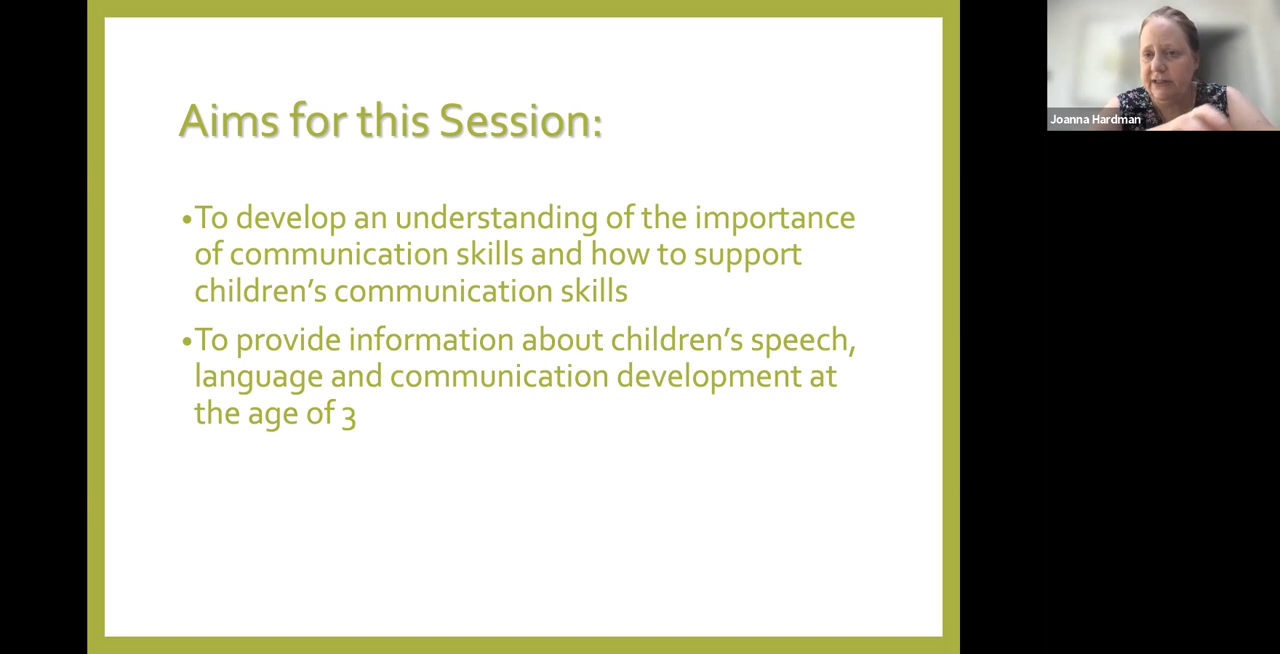 Aims for this Session:
•To develop an understanding of the importance
of communication skills and how to support
children’s communication skills
•To provide information about children’s speech,
language and communication development at
the age of 3
Joanna Hardman